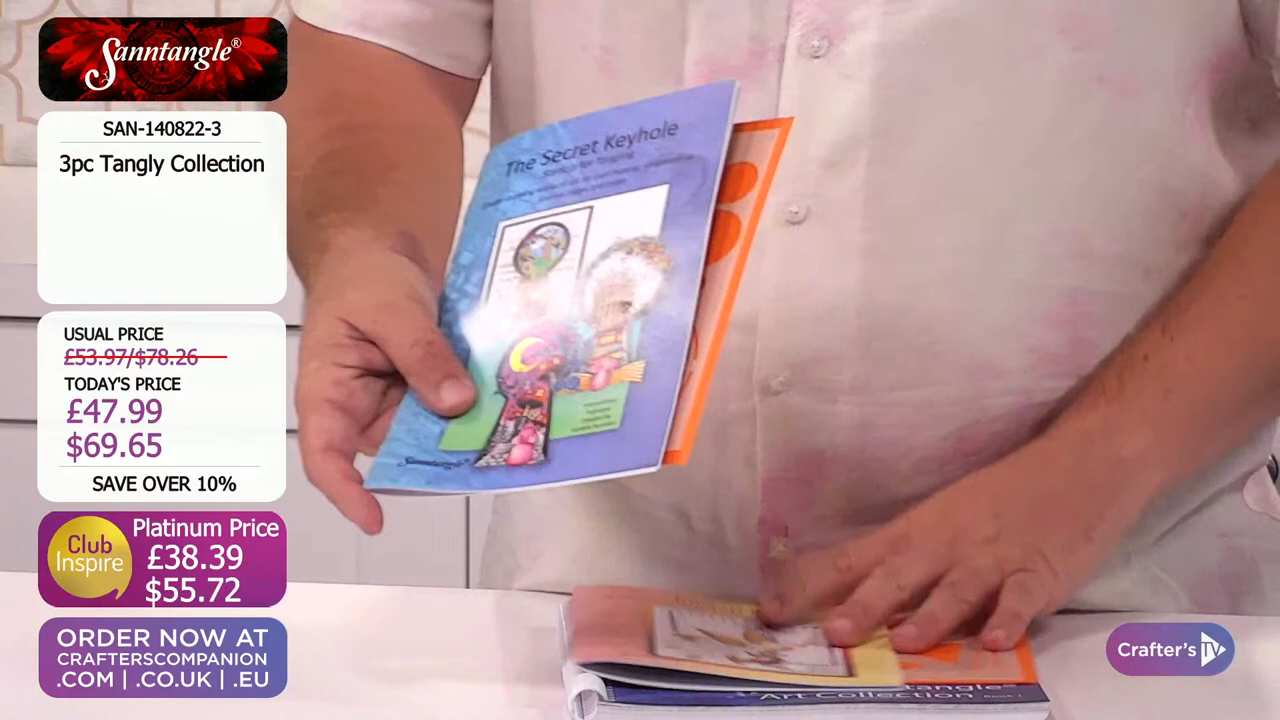 Sanntangle®
SAN-140822-3
3pc Tangly Collection
USUAL PRICE
£53.97/$78.26
TODAY'S PRICE
£47.99
$69.65
SAVE OVER 10%
Club
Inspire
Platinum Price
£38.39
$55.72
ORDER NOW AT
CRAFTERSCOMPANION
.COM | .CO.UK | .EU
The Secret Keyhole
Sanntangle®
Art Collection
Crafter's TV